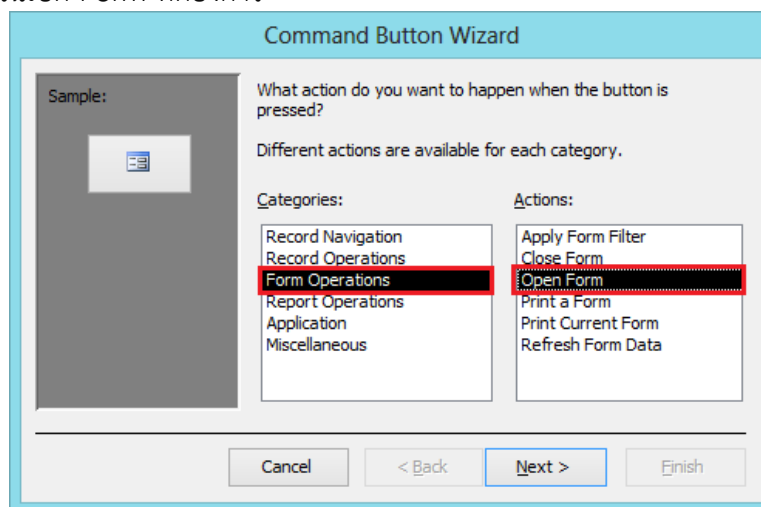 Command Button Wizard
Sample:
What action do you want to happen when the button is
pressed?
Different actions are available for each category.
Categories:
Actions:
Record Navigation
Record Operations
Form Operations
Report Operations
Application
Miscellaneous
Apply Form Filter
Close Form
Open Form
Print a Form
Print Current Form
Refresh Form Data
Cancel
< Back
Next >
Finish